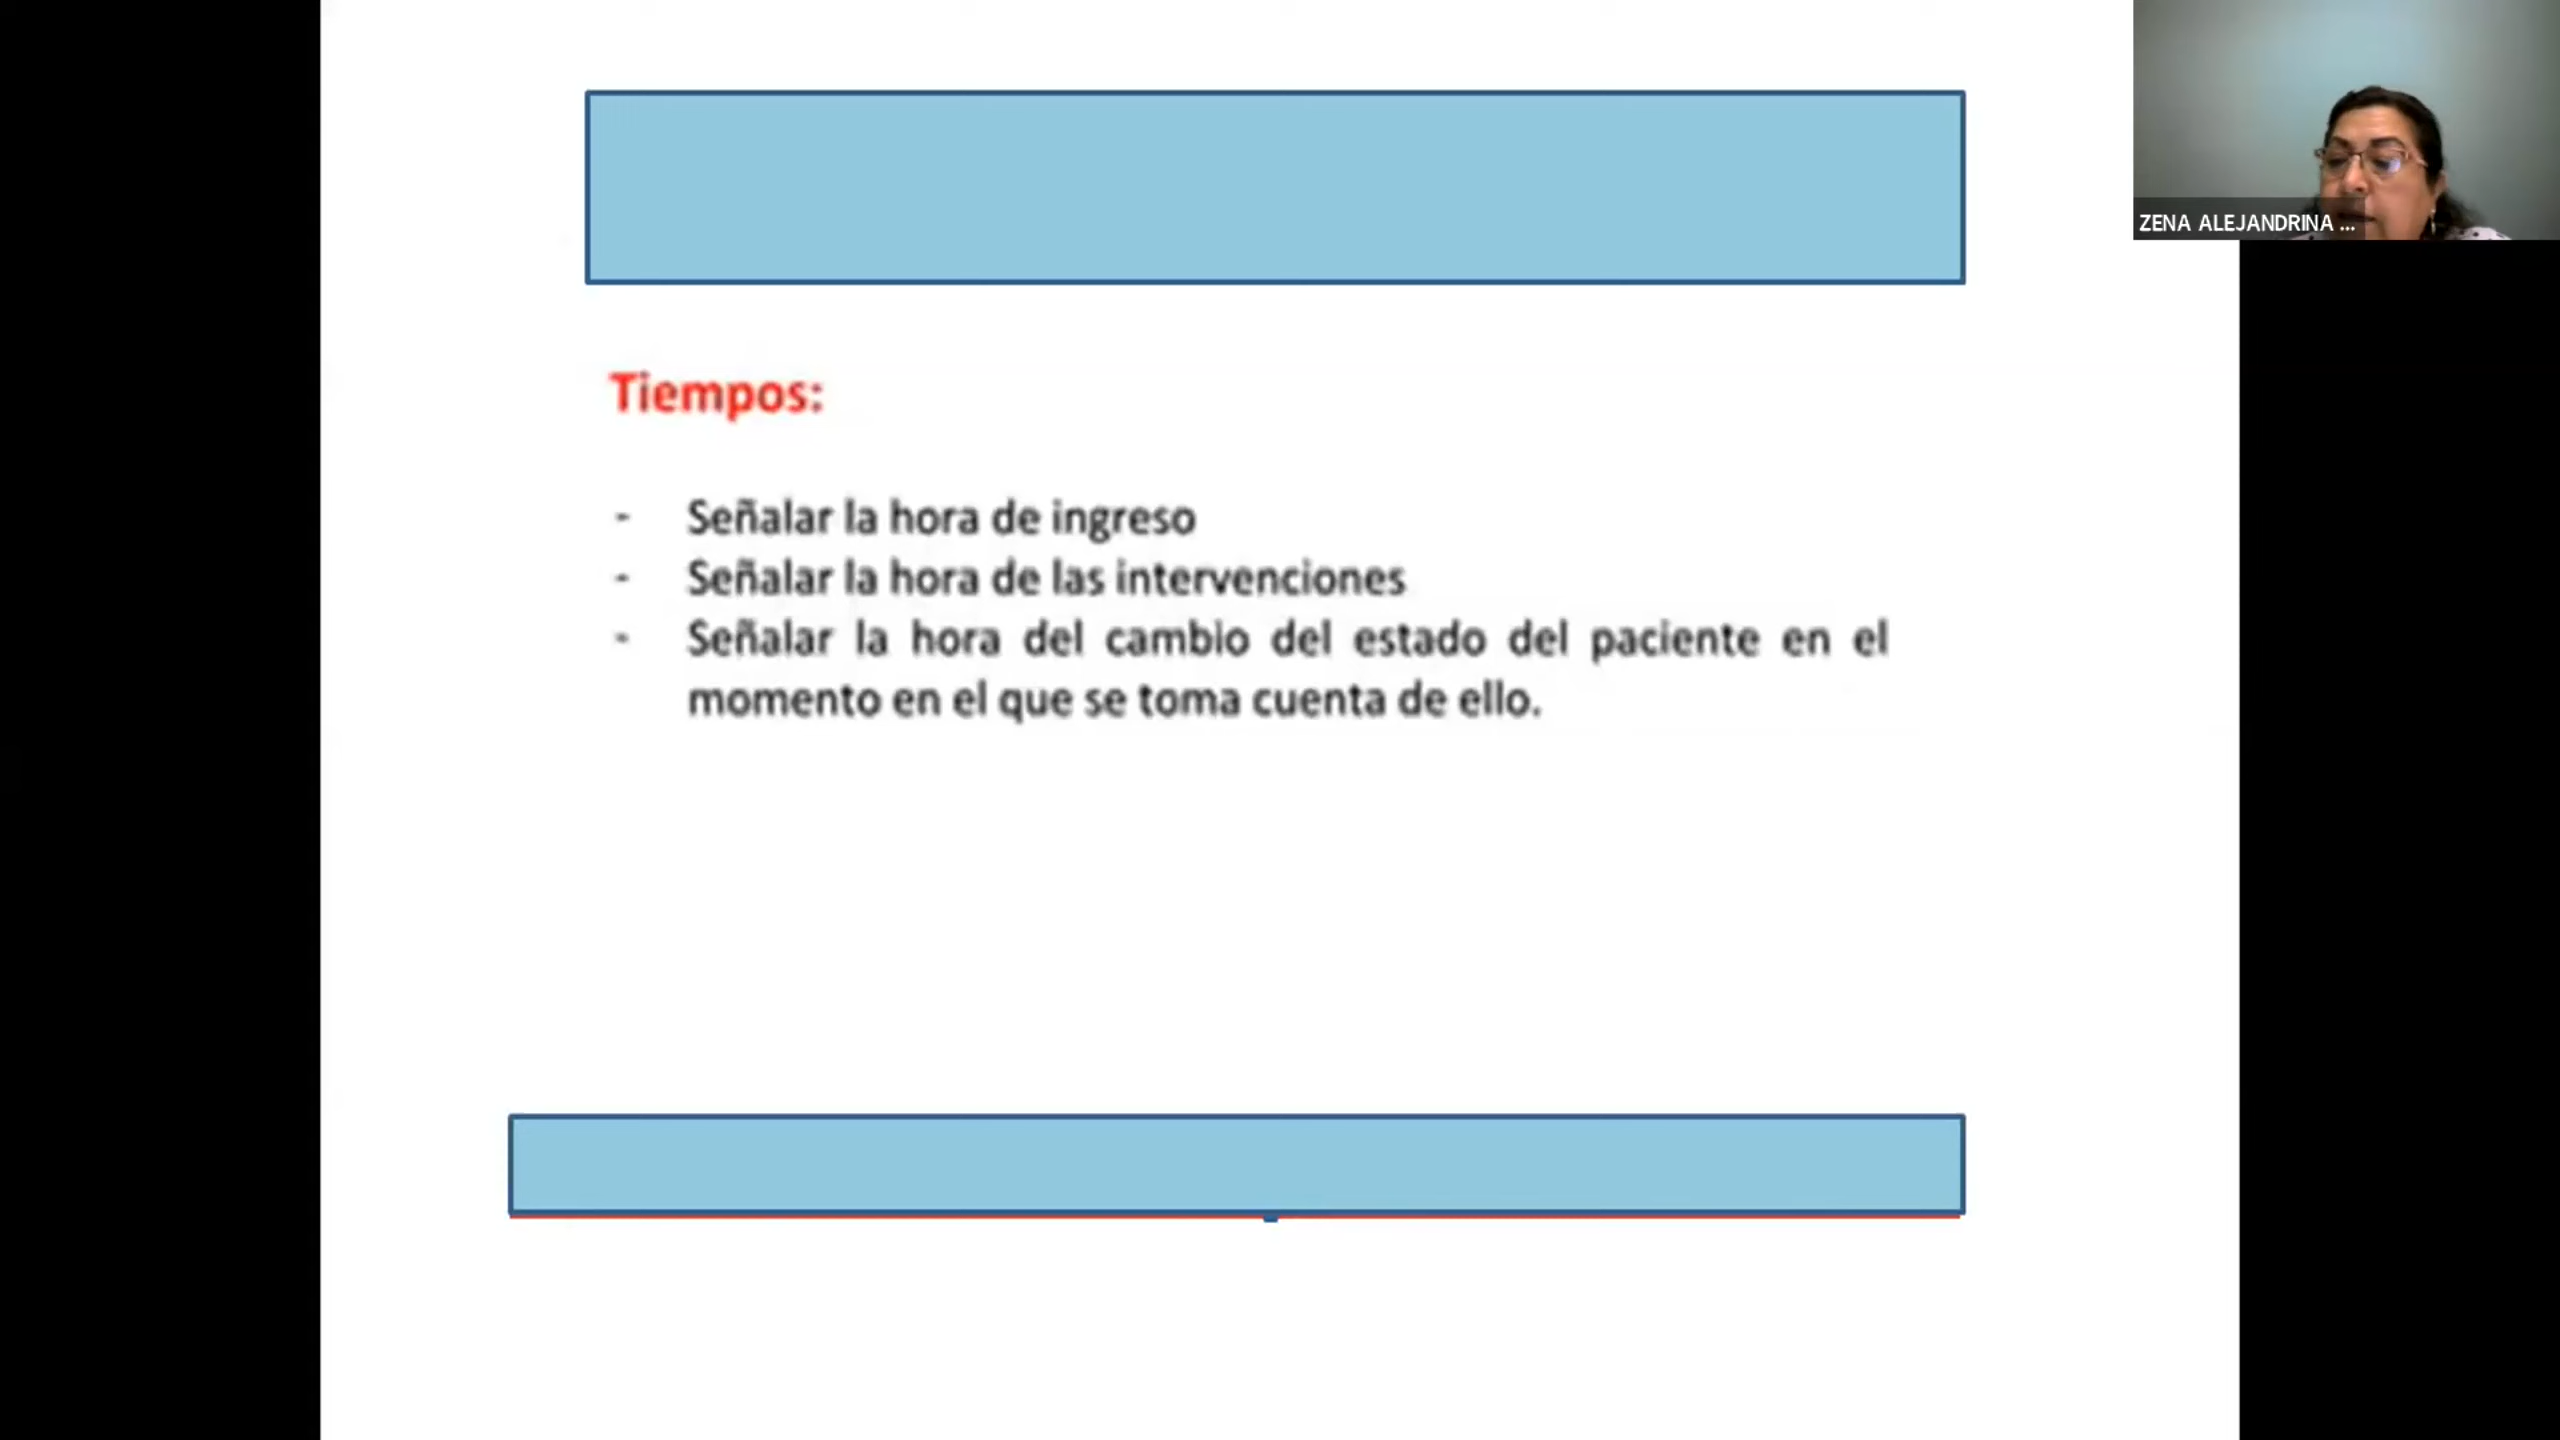 ZENA ALEJANDRINA ...
Tiempos:
- Señalar la hora de ingreso
- Señalar la hora de las intervenciones
- Señalar la hora del cambio del estado del paciente en el
momento en el que se toma cuenta de ello.